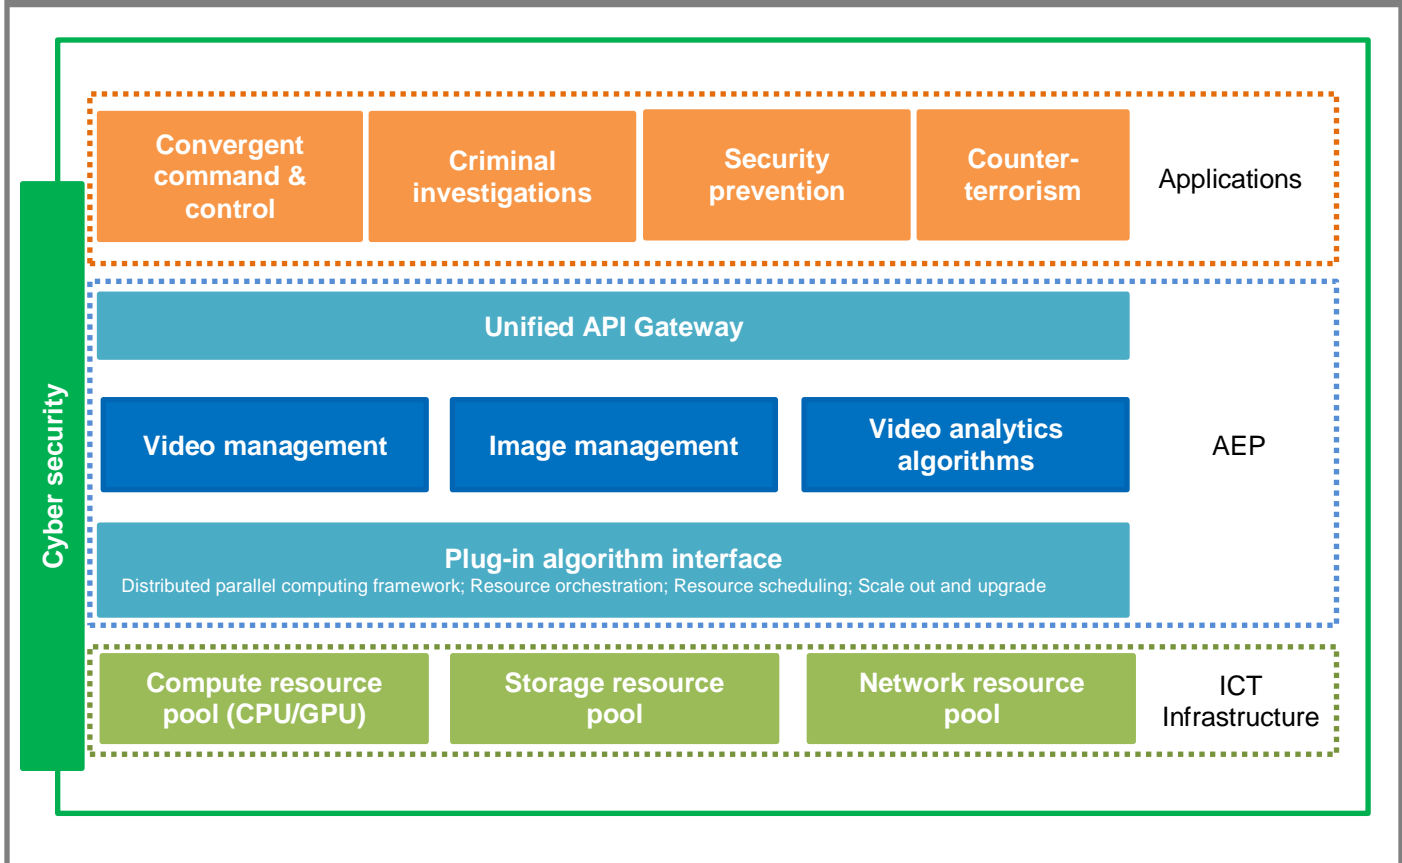 Convergent
command &
control
Criminal
investigations
Security
prevention
Counter-
terrorism
Applications
Unified API Gateway
Cyber security
Video management
Image management
Video analytics
algorithms
AEP
Plug-in algorithm interface
Distributed parallel computing framework; Resource orchestration; Resource scheduling; Scale out and upgrade
Compute resource
pool (CPU/GPU)
Storage resource
pool
Network resource
pool
ICT
Infrastructure